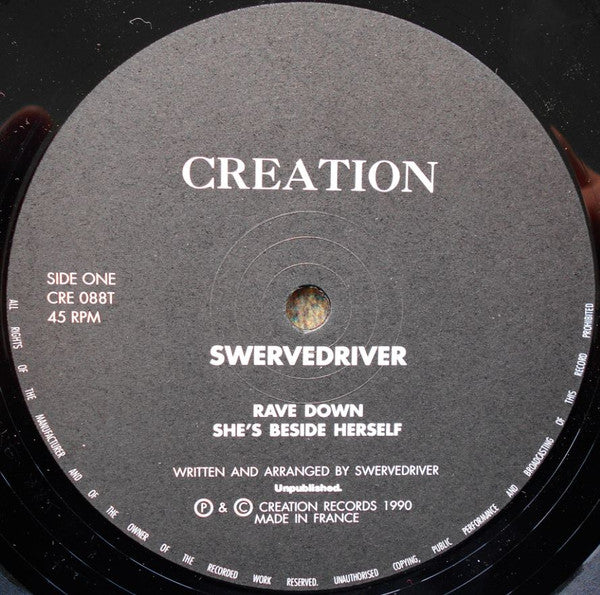 CREATION
SIDE ONE
CRE 088T
45 RPM
SWERVEDRIVER
RAVE DOWN
SHE'S BESIDE HERSELF
WRITTEN AND ARRANGED BY SWERVEDRIVER
Unpublished.
Ⓟ & © CREATION RECORDS 1990
MADE IN FRANCE
ALL RIGHTS OF THE MANUFACTURER AND OF THE OWNER OF THE RECORDED WORK RESERVED. UNAUTHORISED COPYING, PUBLIC PERFORMANCE AND BROADCASTING OF THIS RECORD PROHIBITED